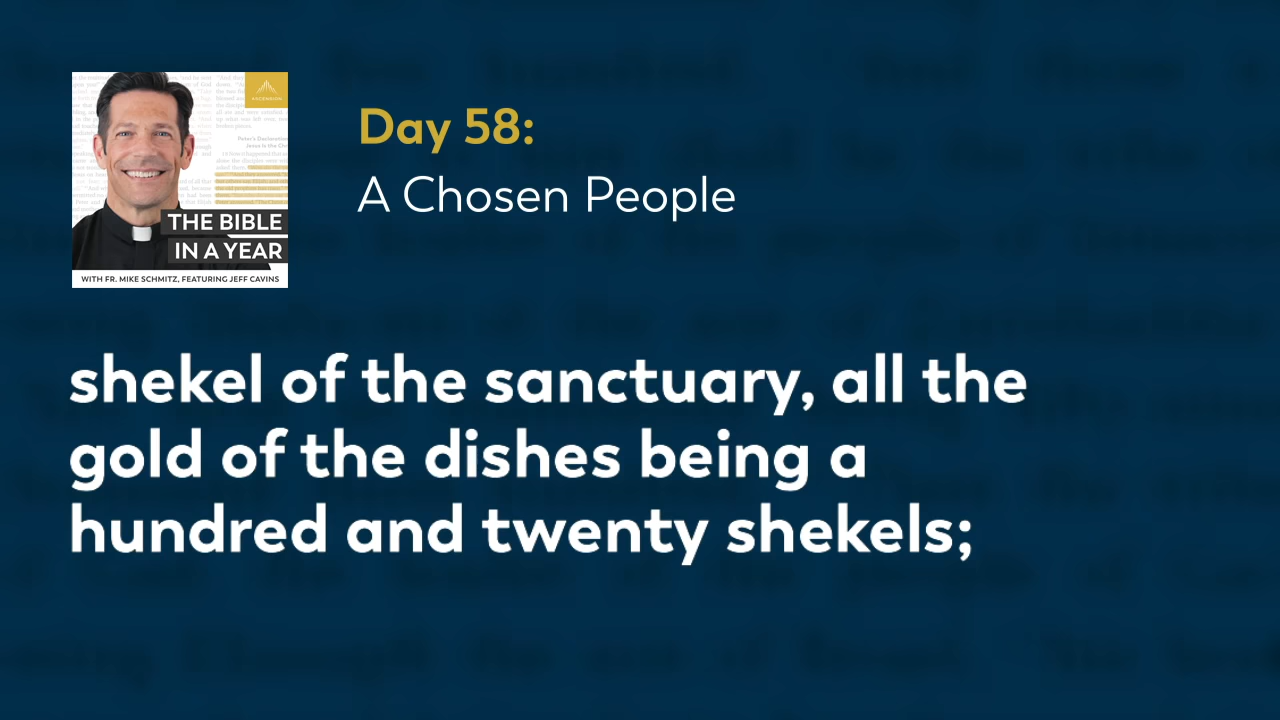 ASCENSION
THE BIBLE
IN A YEAR
WITH FR. MIKE SCHMITZ, FEATURING JEFF CAVINS
Day 58:
A Chosen People
shekel of the sanctuary, all the
gold of the dishes being a
hundred and twenty shekels;